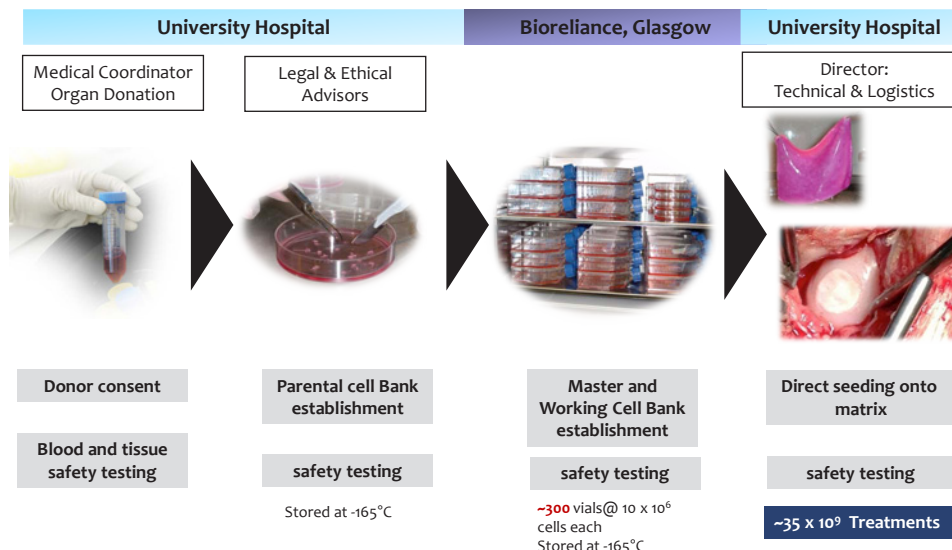 University Hospital
Bioreliance, Glasgow
University Hospital
Medical Coordinator
Organ Donation
Legal & Ethical
Advisors
Director:
Technical & Logistics
Donor consent
Blood and tissue
safety testing
Parental cell Bank
establishment
safety testing
Stored at -165°C
Master and
Working Cell Bank
establishment
safety testing
~300 vials@ 10 x 10⁶
cells each
Stored at -165°C
Direct seeding onto
matrix
safety testing
~35 x 10⁹ Treatments